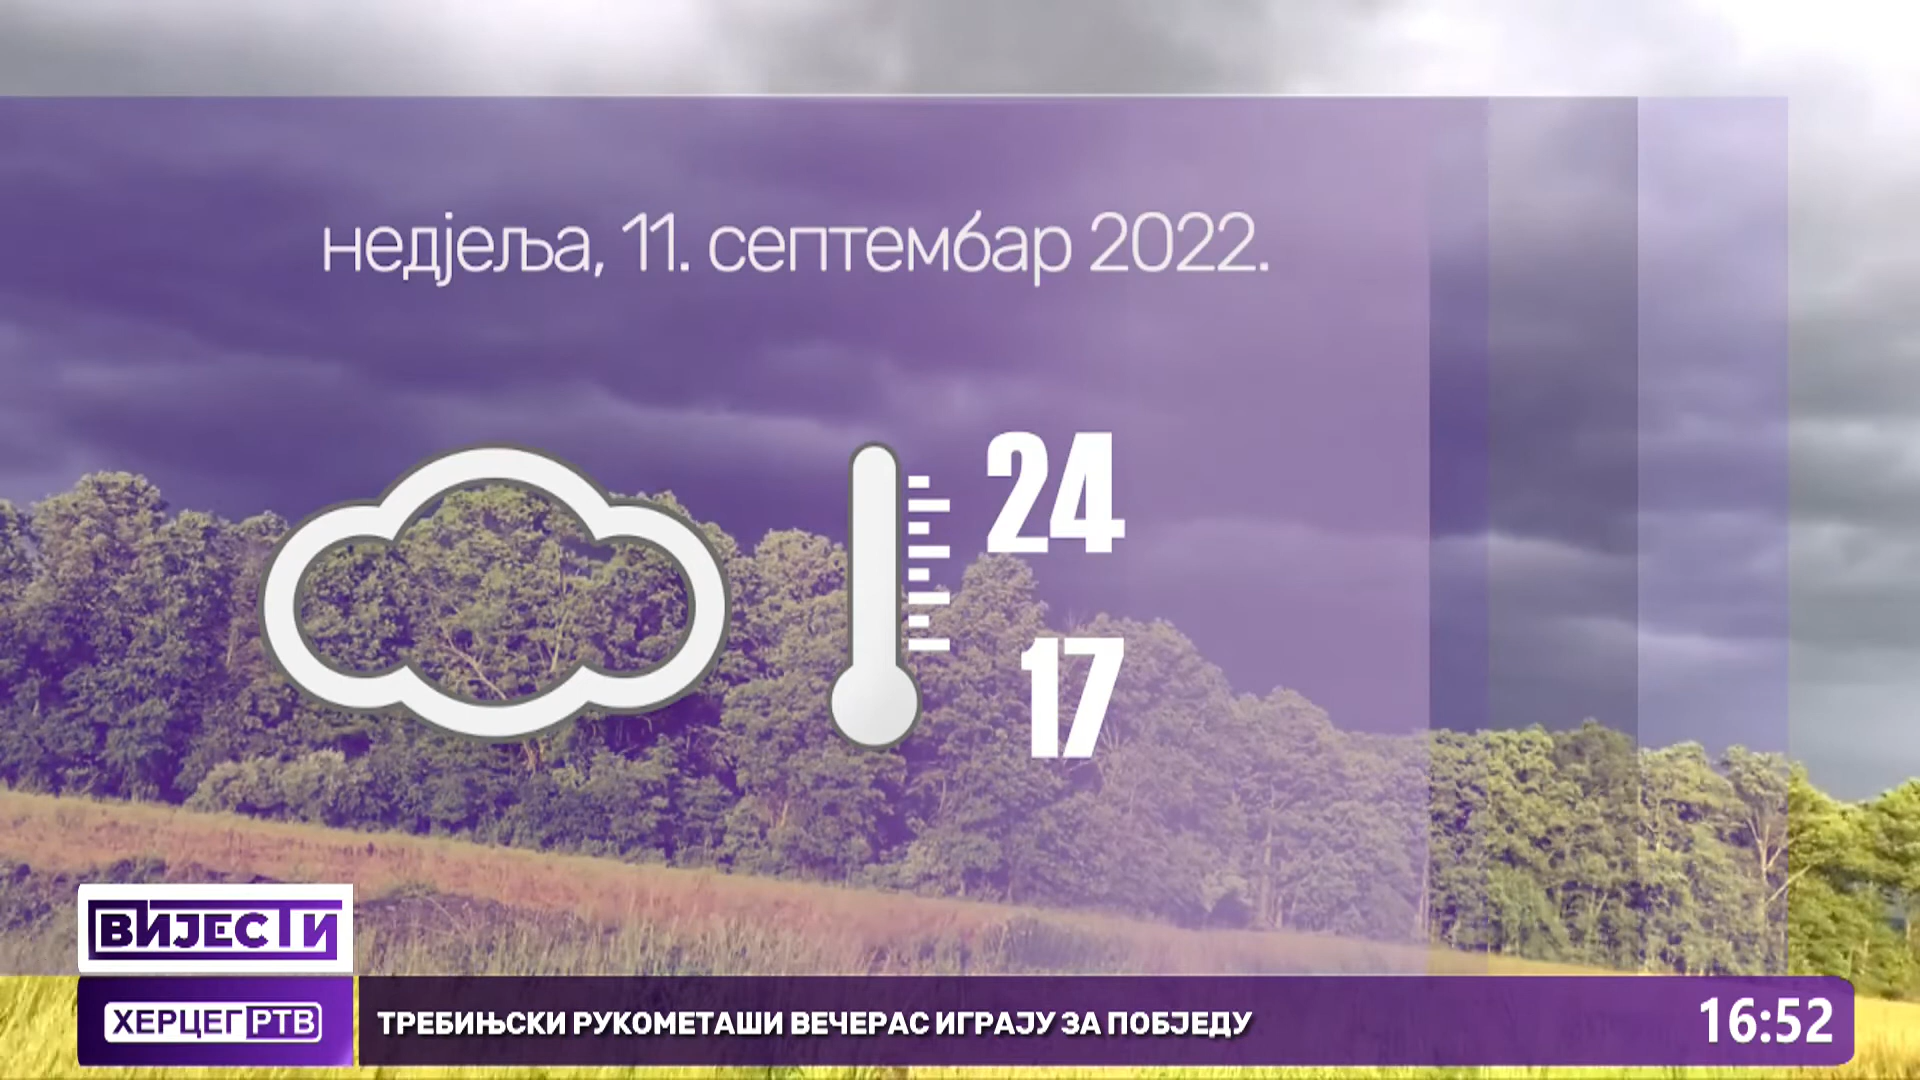 недјеља, 11. септембар 2022.
24
17
ВИЈЕСТИ
ХЕРЦЕГ РТВ
ТРЕБИЊСКИ РУКОМЕТАШИ ВЕЧЕРАС ИГРАЈУ ЗА ПОБЈЕДУ
16:52